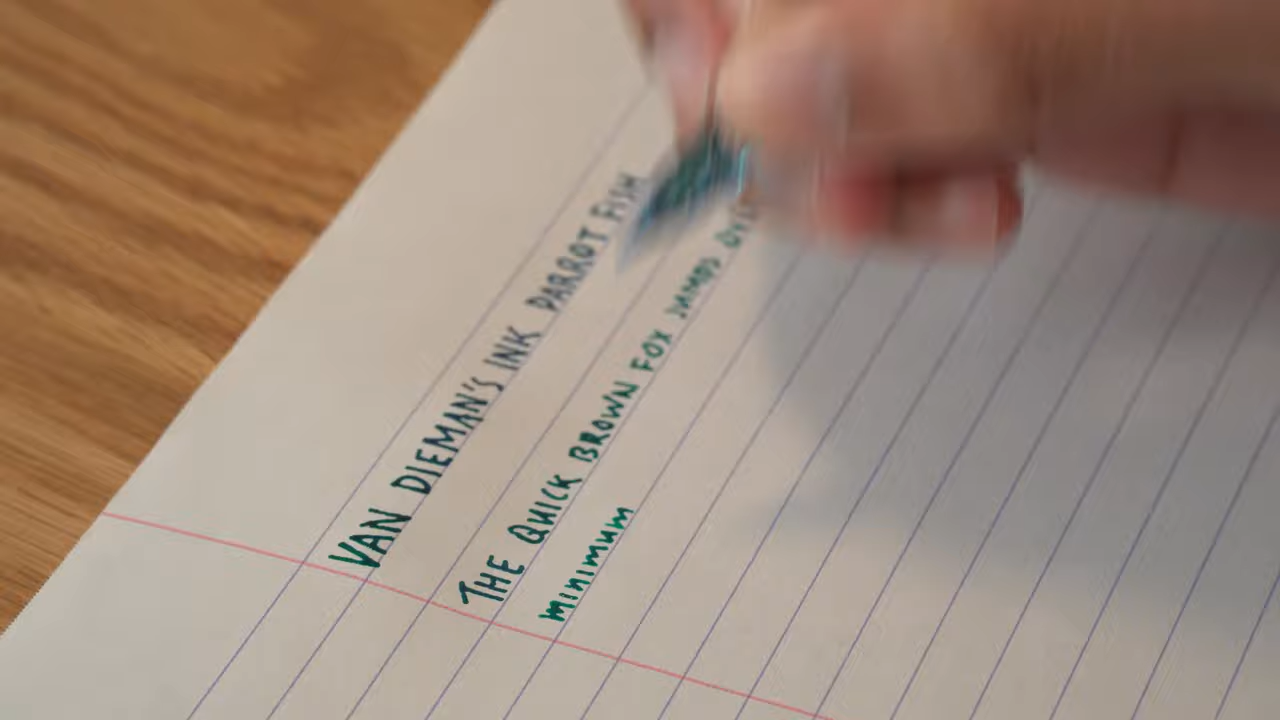 VAN DIEMAN'S INK PARROT FISH
THE QUICK BROWN FOX JUMPS
minimum